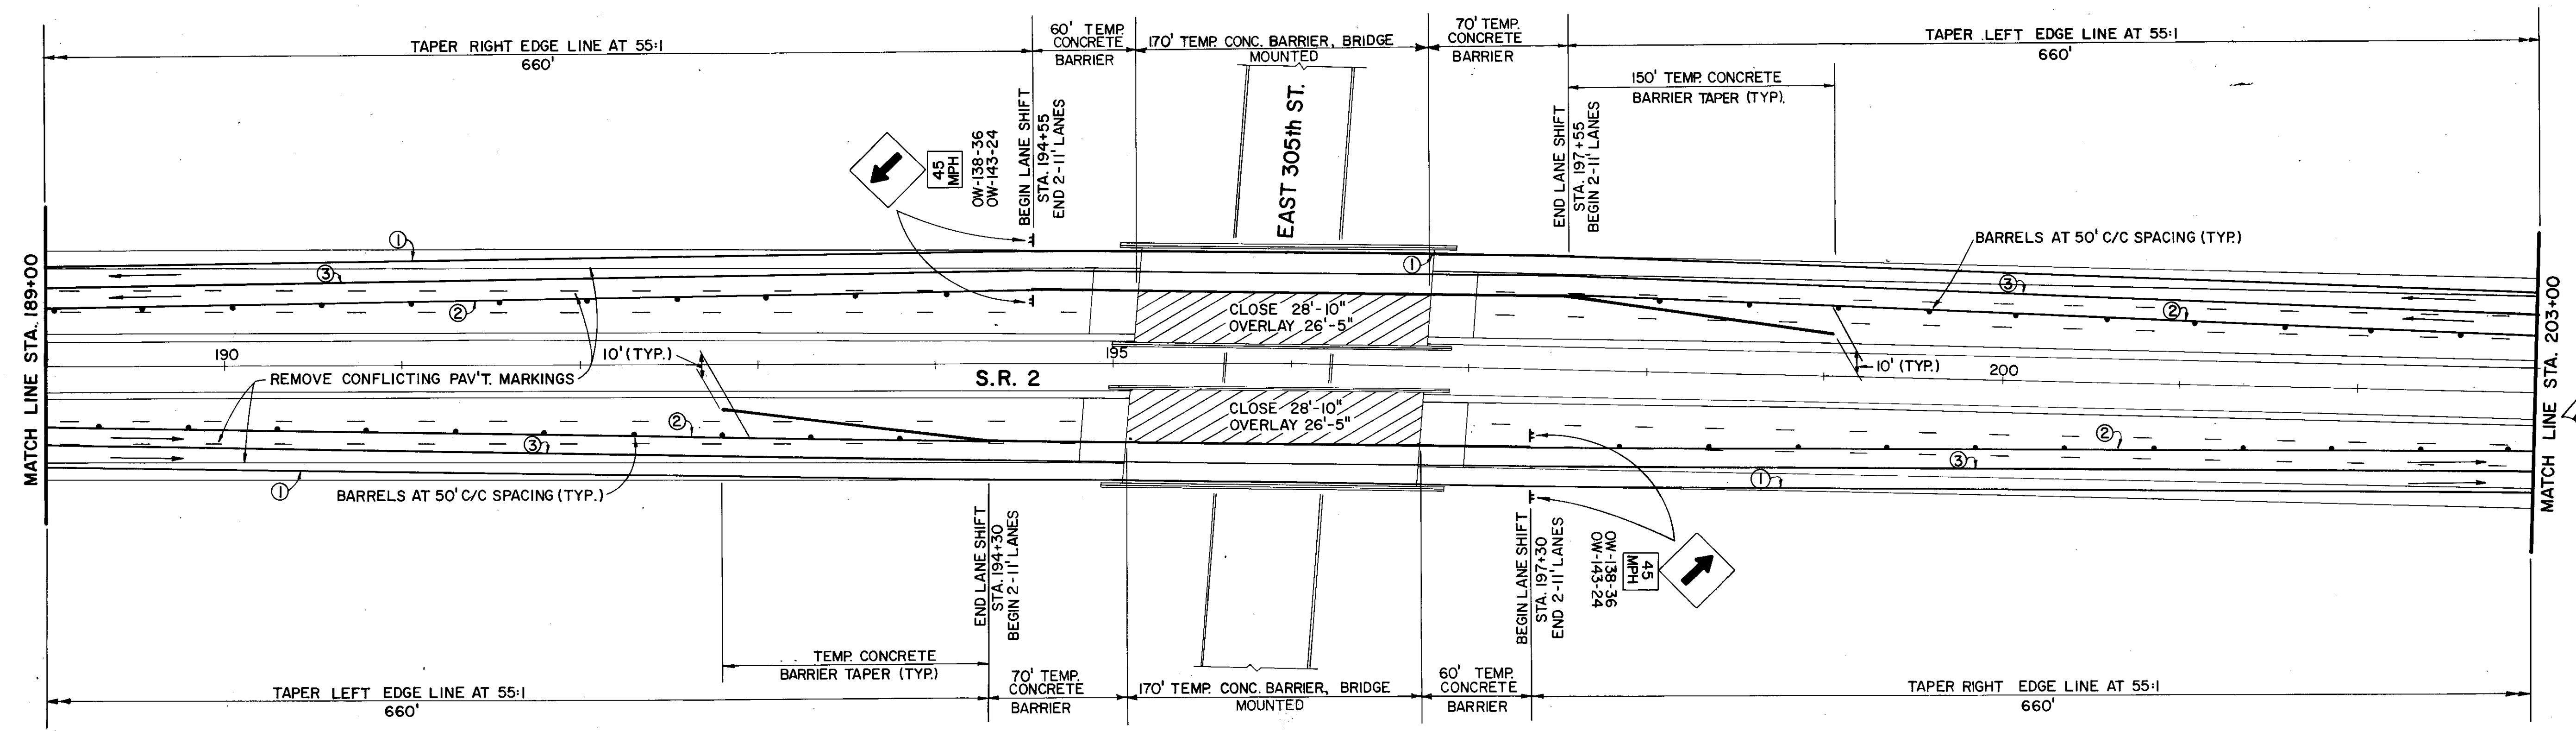 TAPER RIGHT EDGE LINE AT 55:1
660'
60' TEMP.
CONCRETE
BARRIER
170' TEMP. CONC. BARRIER, BRIDGE
MOUNTED
70' TEMP.
CONCRETE
BARRIER
TAPER LEFT EDGE LINE AT 55:1
660'
150' TEMP. CONCRETE
BARRIER TAPER (TYP).
EAST 305th ST.
45
MPH
OW-138-36
OW-143-24
BEGIN LANE SHIFT
STA. 194+55
END 2-11' LANES
END LANE SHIFT
STA. 197+55
BEGIN 2-11' LANES
BARRELS AT 50' C/C SPACING (TYP.)
MATCH LINE STA. 189+00
MATCH LINE STA. 203+00
1
3
2
1
3
2
CLOSE 28'-10"
OVERLAY 26'-5"
190
10' (TYP.)
195
10' (TYP.)
200
REMOVE CONFLICTING PAV'T. MARKINGS
S.R. 2
CLOSE 28'-10"
OVERLAY 26'-5"
2
3
1
2
3
1
BARRELS AT 50' C/C SPACING (TYP.)
END LANE SHIFT
STA. 194+30
BEGIN 2-11' LANES
BEGIN LANE SHIFT
STA. 197+30
END 2-11' LANES
OW-138-36
OW-143-24
45
MPH
TEMP. CONCRETE
BARRIER TAPER (TYP.)
TAPER LEFT EDGE LINE AT 55:1
660'
70' TEMP.
CONCRETE
BARRIER
170' TEMP. CONC. BARRIER, BRIDGE
MOUNTED
60' TEMP.
CONCRETE
BARRIER
TAPER RIGHT EDGE LINE AT 55:1
660'